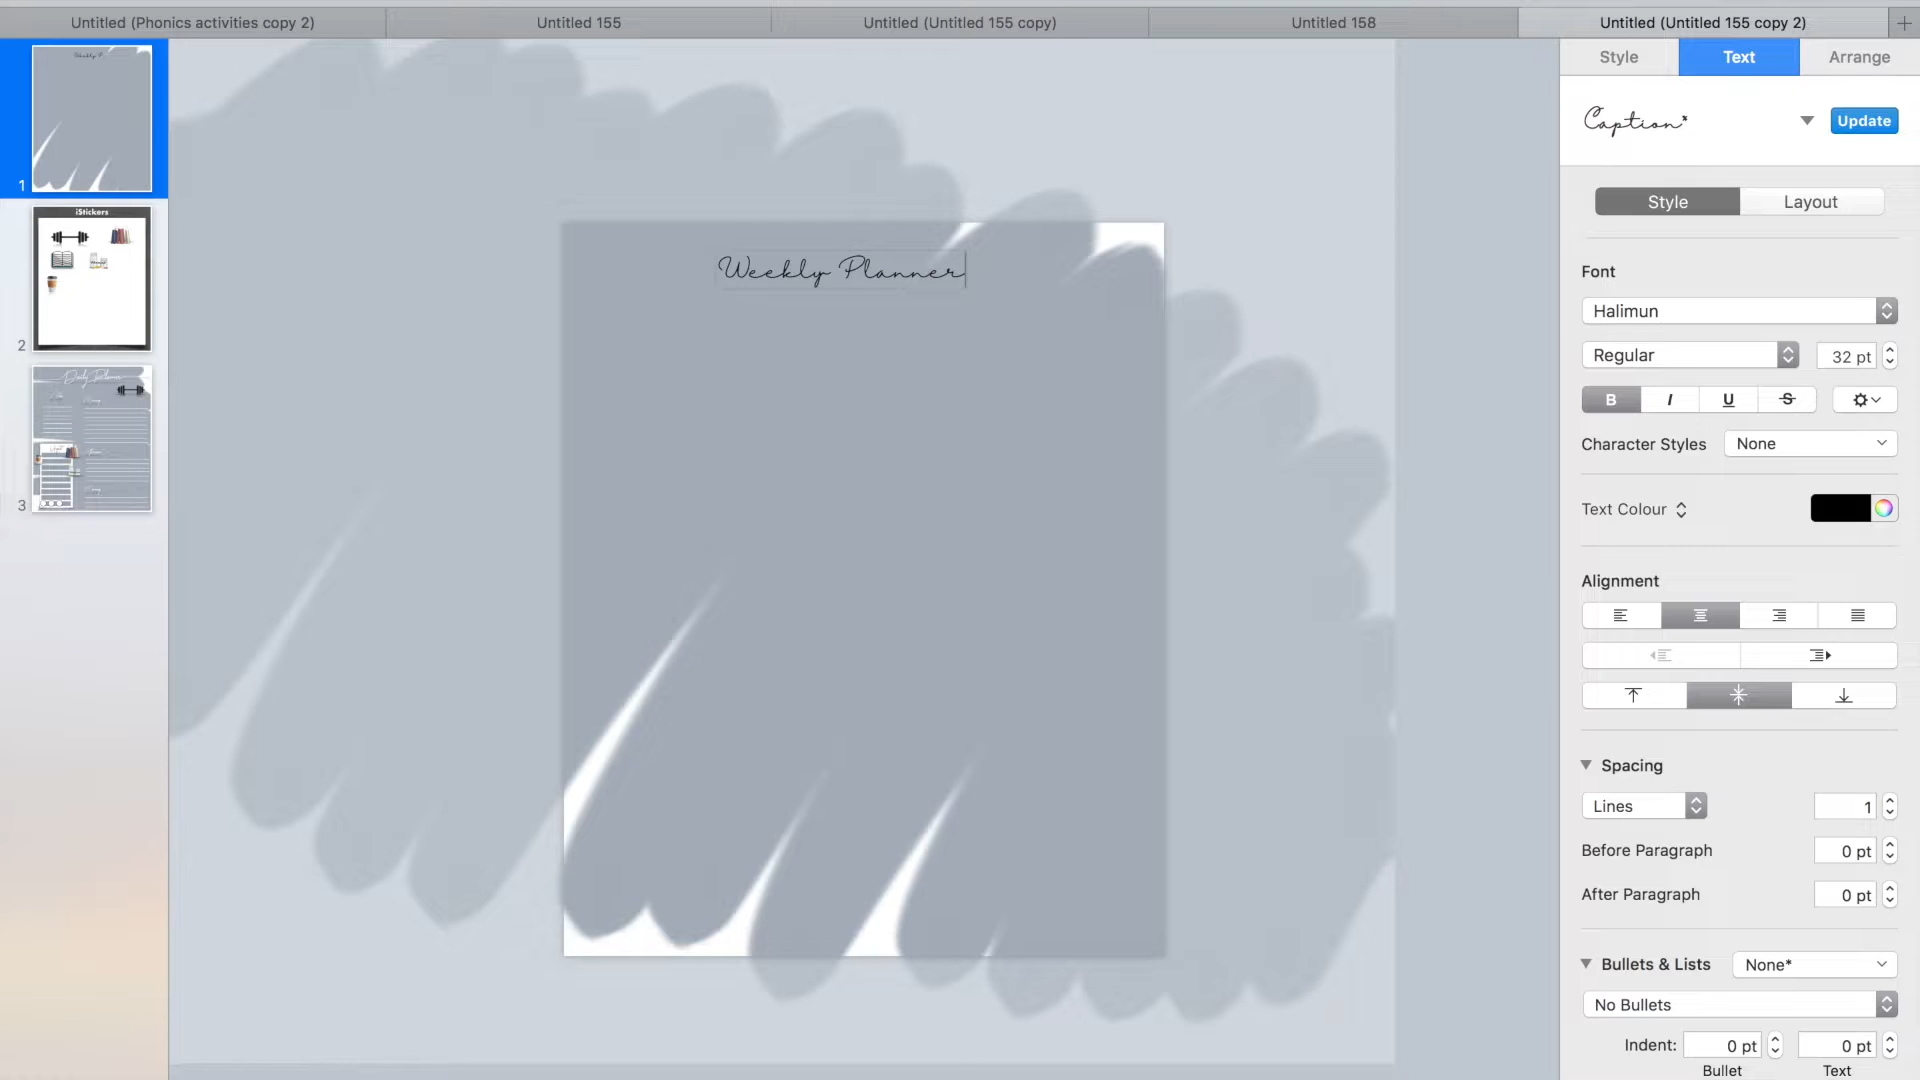 Untitled (Phonics activities copy 2)
Untitled 155
Untitled (Untitled 155 copy)
Untitled 158
Untitled (Untitled 155 copy 2)
1
2
3
iStickers
Daily Planner
Weekly Planner
Style
Text
Arrange
Caption*
Update
Style
Layout
Font
Halimun
Regular
32 pt
B I U S
Character Styles
None
Text Colour
Alignment
Spacing
Lines
1
Before Paragraph
0 pt
After Paragraph
0 pt
Bullets & Lists
None*
No Bullets
Indent:
0 pt
0 pt
Bullet
Text